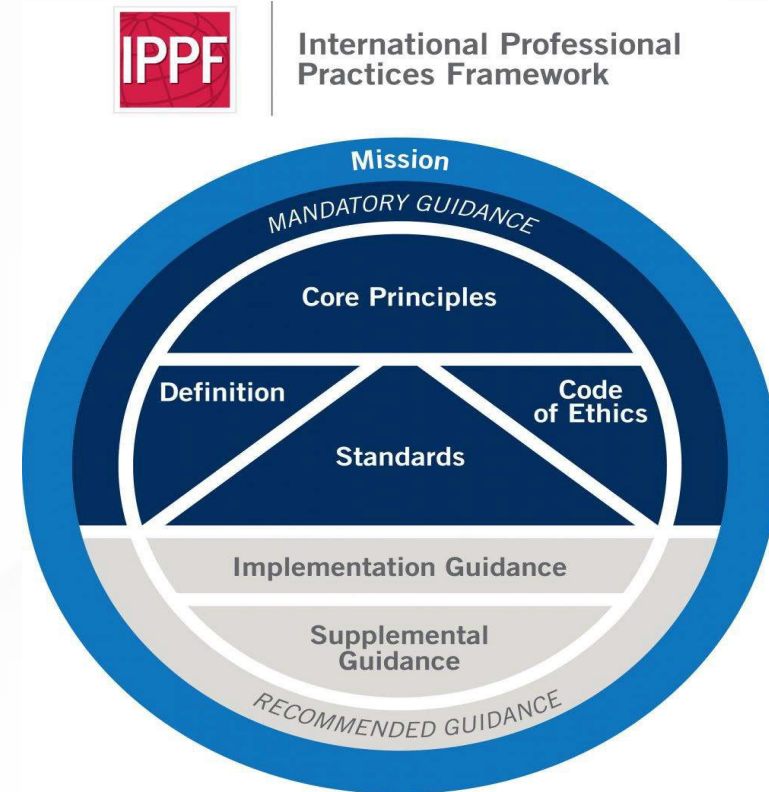 IPPF
International Professional
Practices Framework
Mission
MANDATORY GUIDANCE
Core Principles
Definition
Code
of Ethics
Standards
Implementation Guidance
Supplemental
Guidance
RECOMMENDED GUIDANCE